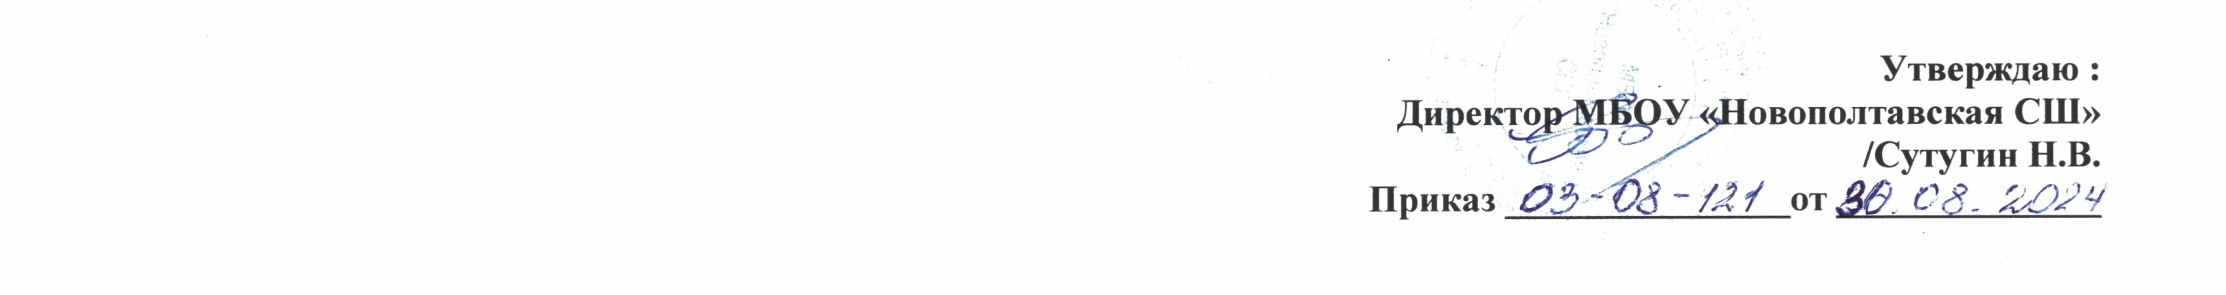 Утверждаю :
Директор МБОУ «Новополтавская СШ»
/Сутугин Н.В.
Приказ 03-08-121 от 30.08.2024